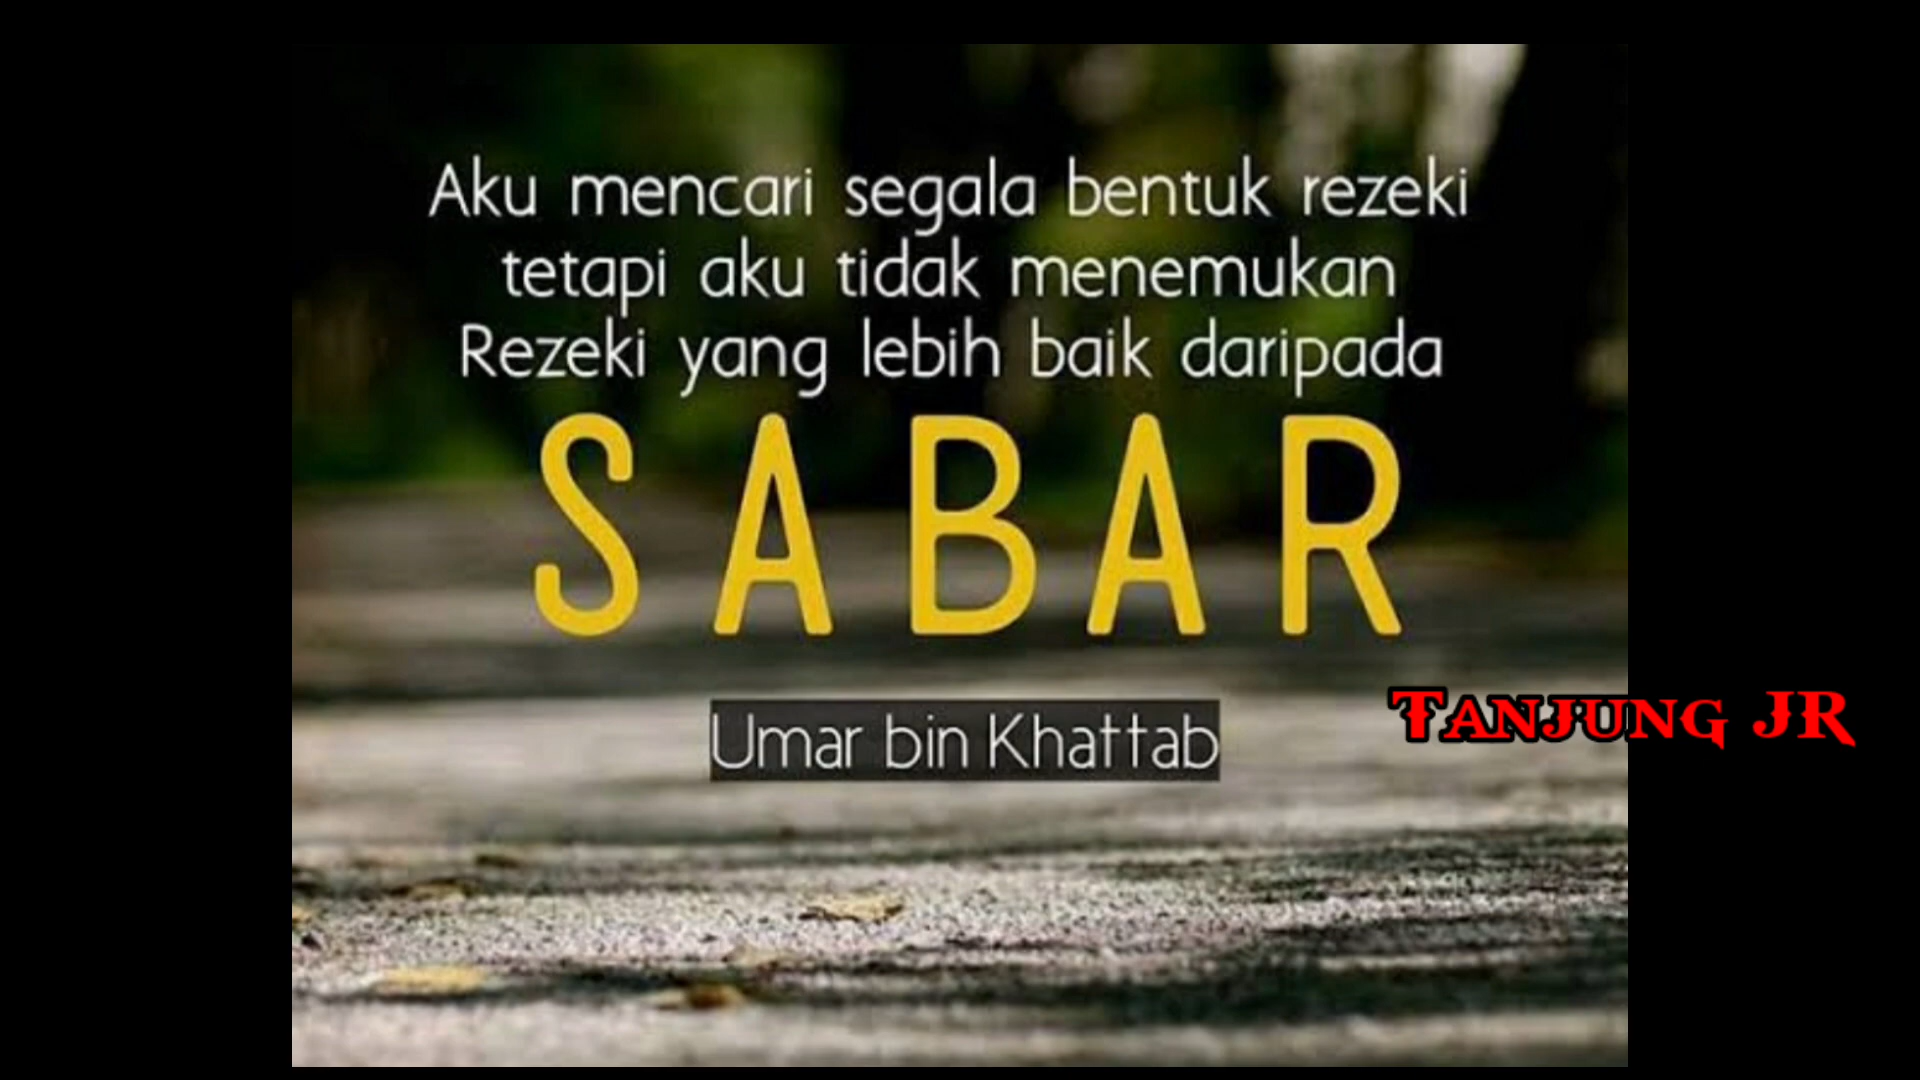 Aku mencari segala bentuk rezeki
tetapi aku tidak menemukan
Rezeki yang lebih baik daripada
SABAR
Umar bin Khattab
Tanjung JR